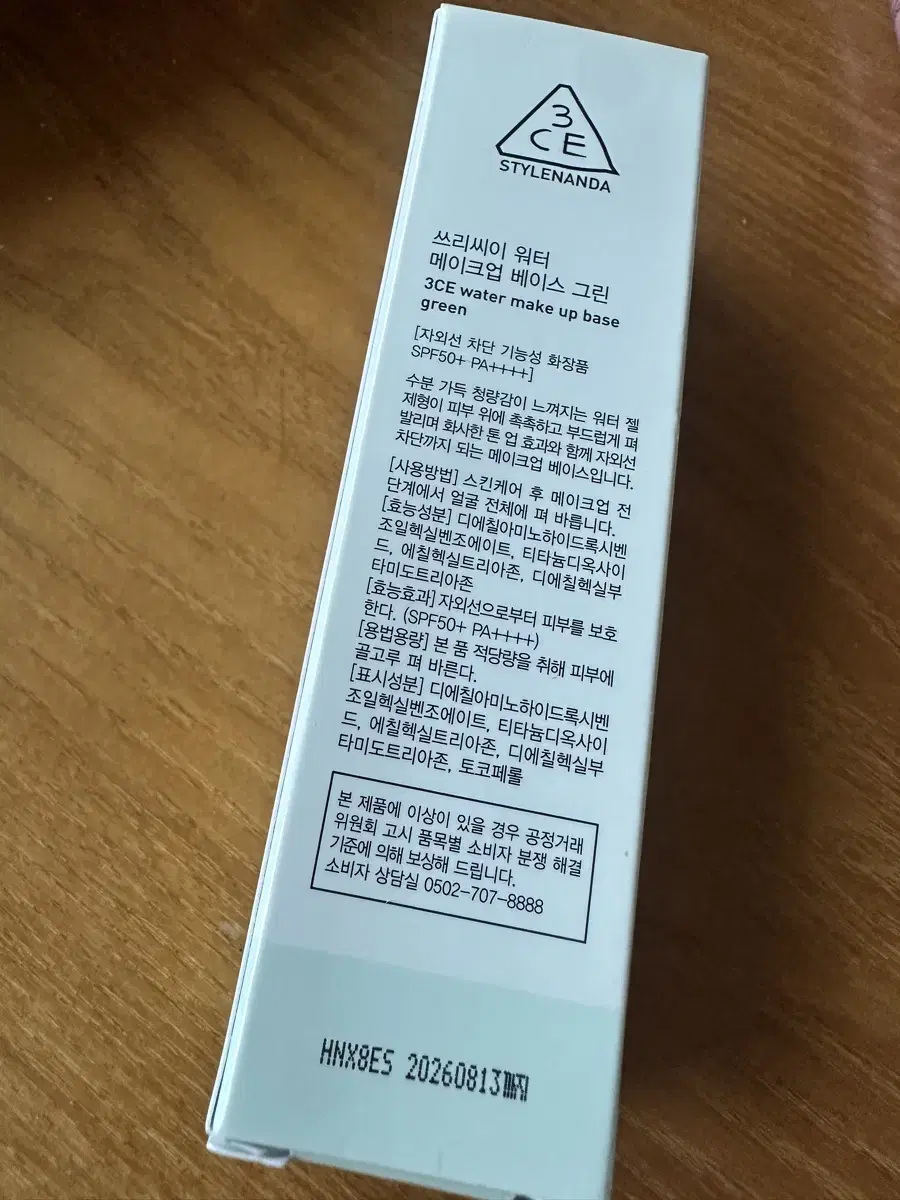 3
CE
STYLENANDA
쓰리씨이 워터
메이크업 베이스 그린
3CE water make up base
green
[자외선 차단 기능성 화장품
SPF50+ PA++++]
수분 가득 청량감이 느껴지는 워터 젤
제형이 피부 위에 촉촉하고 부드럽게 펴
발리며 화사한 톤 업 효과와 함께 자외선
차단까지 되는 메이크업 베이스입니다.
[사용방법] 스킨케어 후 메이크업 전
단계에서 얼굴 전체에 펴 바릅니다.
[효능성분] 디에칠아미노하이드록시벤
조일헥실벤조에이트, 티타늄디옥사이
드, 에칠헥실트리아존, 디에칠헥실부
타미도트리아존
[효능효과] 자외선으로부터 피부를 보호
한다. (SPF50+ PA++++)
[용법용량] 본 품 적당량을 취해 피부에
골고루 펴 바른다.
[표시성분] 디에칠아미노하이드록시벤
조일헥실벤조에이트, 티타늄디옥사이
드, 에칠헥실트리아존, 디에칠헥실부
타미도트리아존, 토코페롤
본 제품에 이상이 있을 경우 공정거래
위원회 고시 품목별 소비자 분쟁 해결
기준에 의해 보상해 드립니다.
소비자 상담실 0502-707-8888
HNX8E5 20260813까지